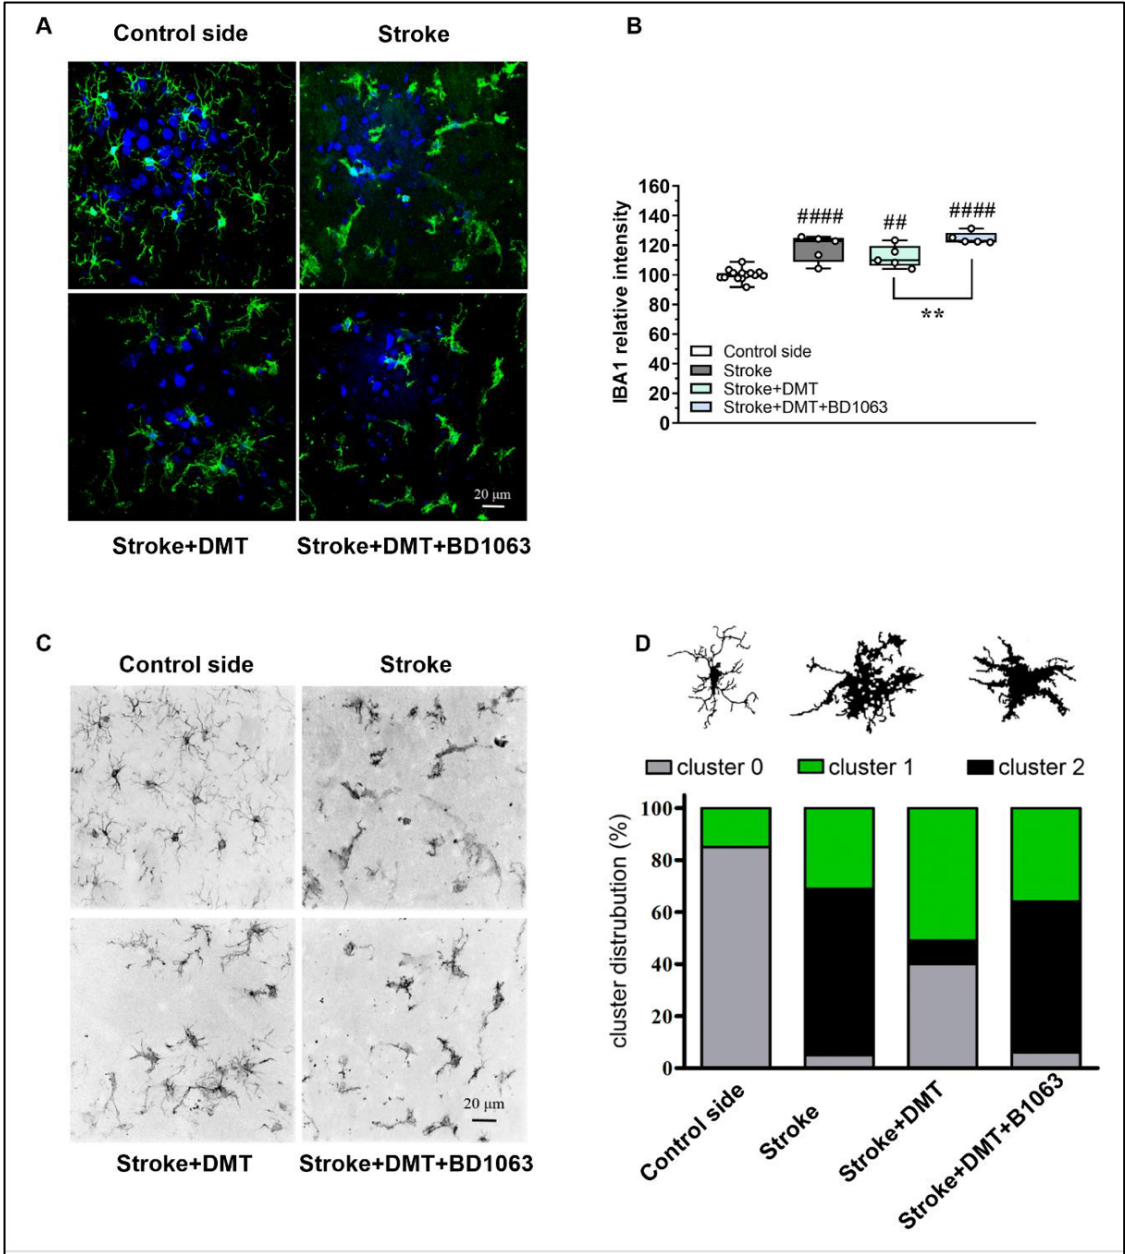 A
Control side
Stroke
20 μm
Stroke+DMT
Stroke+DMT+BD1063
B
IBA1 relative intensity
160
140
120
100
80
60
40
20
0
####
##
####
**
Control side
Stroke
Stroke+DMT
Stroke+DMT+BD1063
C
Control side
Stroke
20 μm
Stroke+DMT
Stroke+DMT+BD1063
D
cluster 0
cluster 1
cluster 2
cluster distrubution (%)
100
80
60
40
20
0
Control side
Stroke
Stroke+DMT
Stroke+DMT+B1063